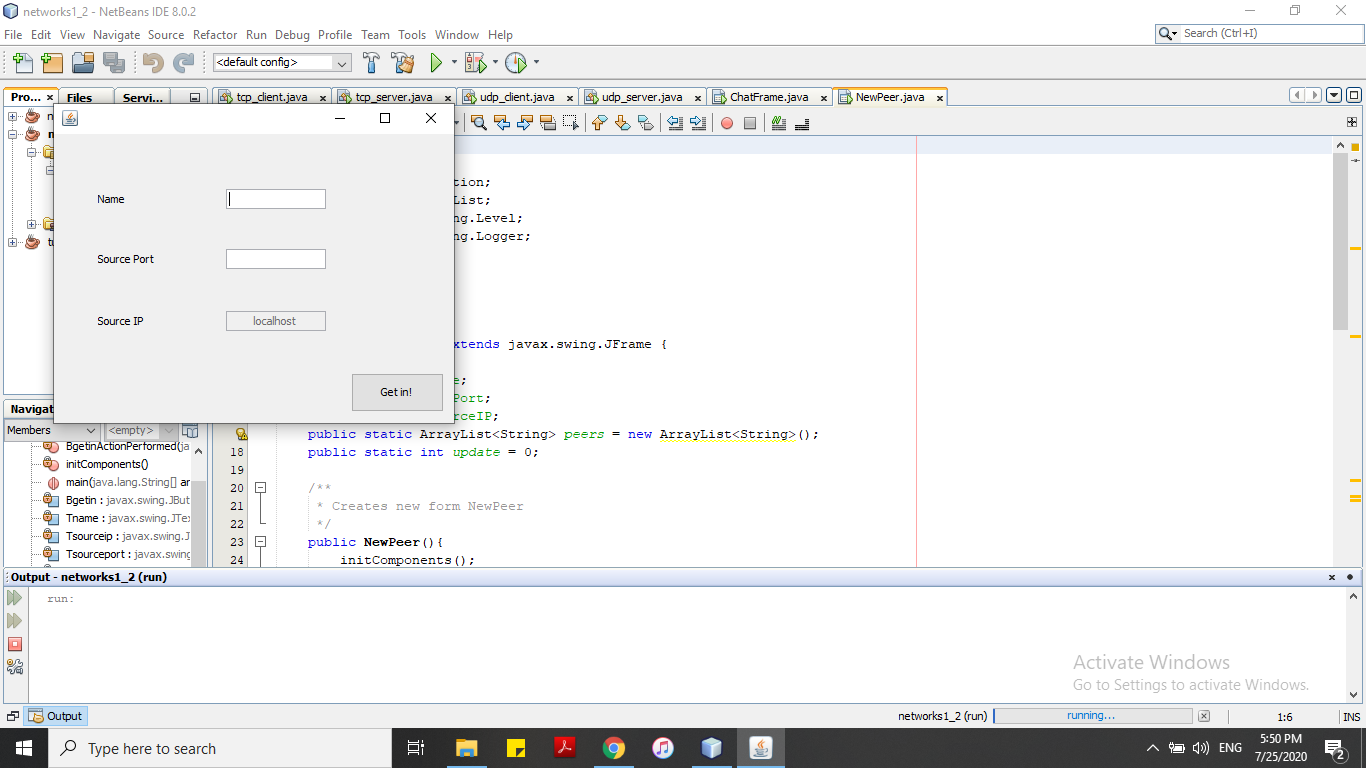 networks1_2 - NetBeans IDE 8.0.2
File Edit View Navigate Source Refactor Run Debug Profile Team Tools Window Help
Search (Ctrl+I)
<default config>
Pro... Files Servi...
tcp_client.java tcp_server.java udp_client.java udp_server.java ChatFrame.java NewPeer.java
Name
Source Port
Source IP localhost
Get in!
tion;
List;
ng.Level;
ng.Logger;
xtends javax.swing.JFrame {
e;
Port;
rceIP;
public static ArrayList<String> peers = new ArrayList<String>();
18 public static int update = 0;
19
20 /**
21 * Creates new form NewPeer
22 */
23 public NewPeer(){
24 initComponents();
Navigat
Members <empty>
BgetinActionPerformed(ja
initComponents()
main(java.lang.String[] ar
Bgetin : javax.swing.JBut
Tname : javax.swing.JTex
Tsourceip : javax.swing.J
Tsourceport : javax.swing
Output - networks1_2 (run)
run:
Activate Windows
Go to Settings to activate Windows.
Output
networks1_2 (run) running...
1:6 INS
Type here to search
ENG
5:50 PM
7/25/2020
2